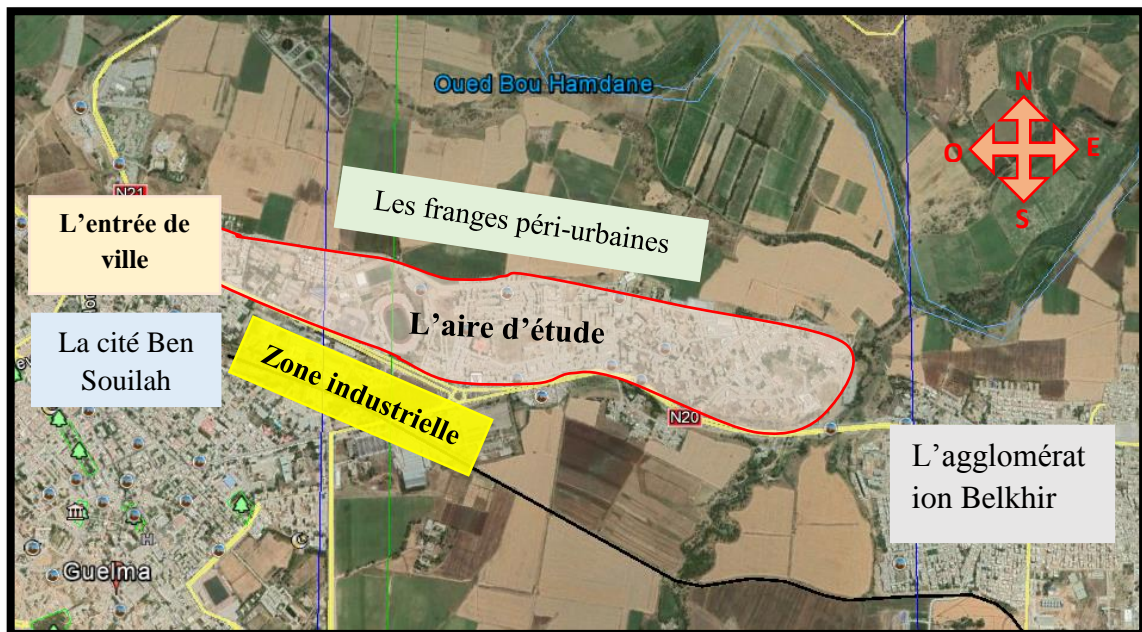 Oued Bou Hamdane
N
O
E
S
N21
Les franges péri-urbaines
L’entrée de
ville
L’aire d’étude
La cité Ben
Souilah
Zone industrielle
N20
L’agglomérat
ion Belkhir
H
Guelma